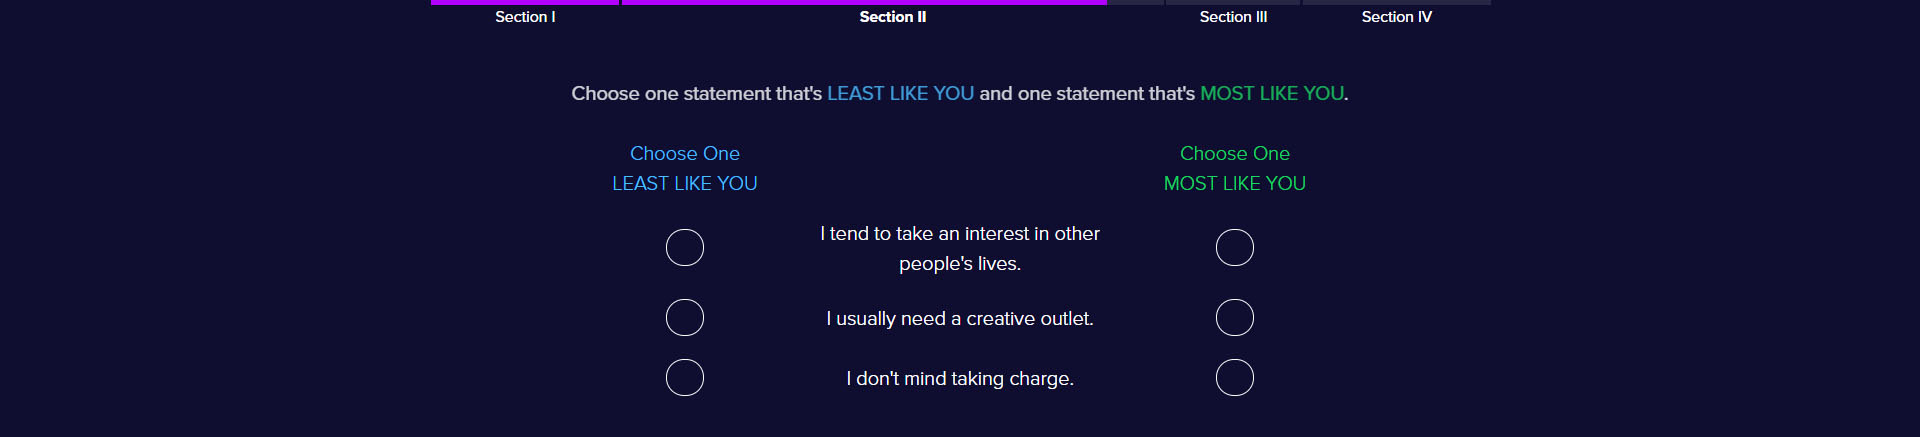 Section I
Section II
Section III
Section IV
Choose one statement that's LEAST LIKE YOU and one statement that's MOST LIKE YOU.
Choose One
LEAST LIKE YOU
Choose One
MOST LIKE YOU
I tend to take an interest in other
people's lives.
I usually need a creative outlet.
I don't mind taking charge.